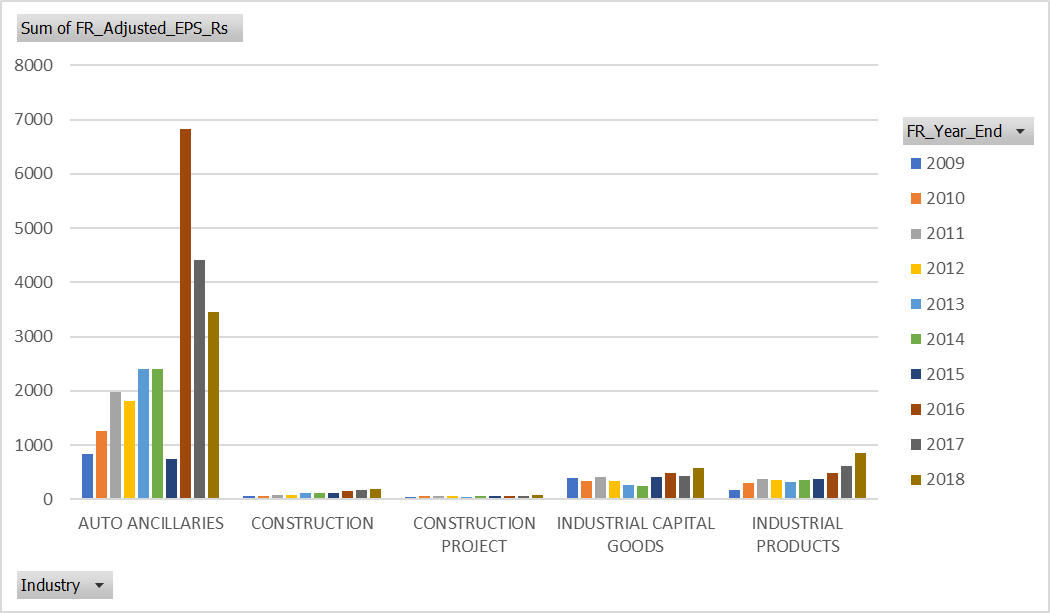 Sum of FR_Adjusted_EPS_Rs
8000
7000
6000
5000
4000
3000
2000
1000
0
AUTO ANCILLARIES
CONSTRUCTION
CONSTRUCTION
PROJECT
INDUSTRIAL CAPITAL
GOODS
INDUSTRIAL
PRODUCTS
FR_Year_End
2009
2010
2011
2012
2013
2014
2015
2016
2017
2018
Industry